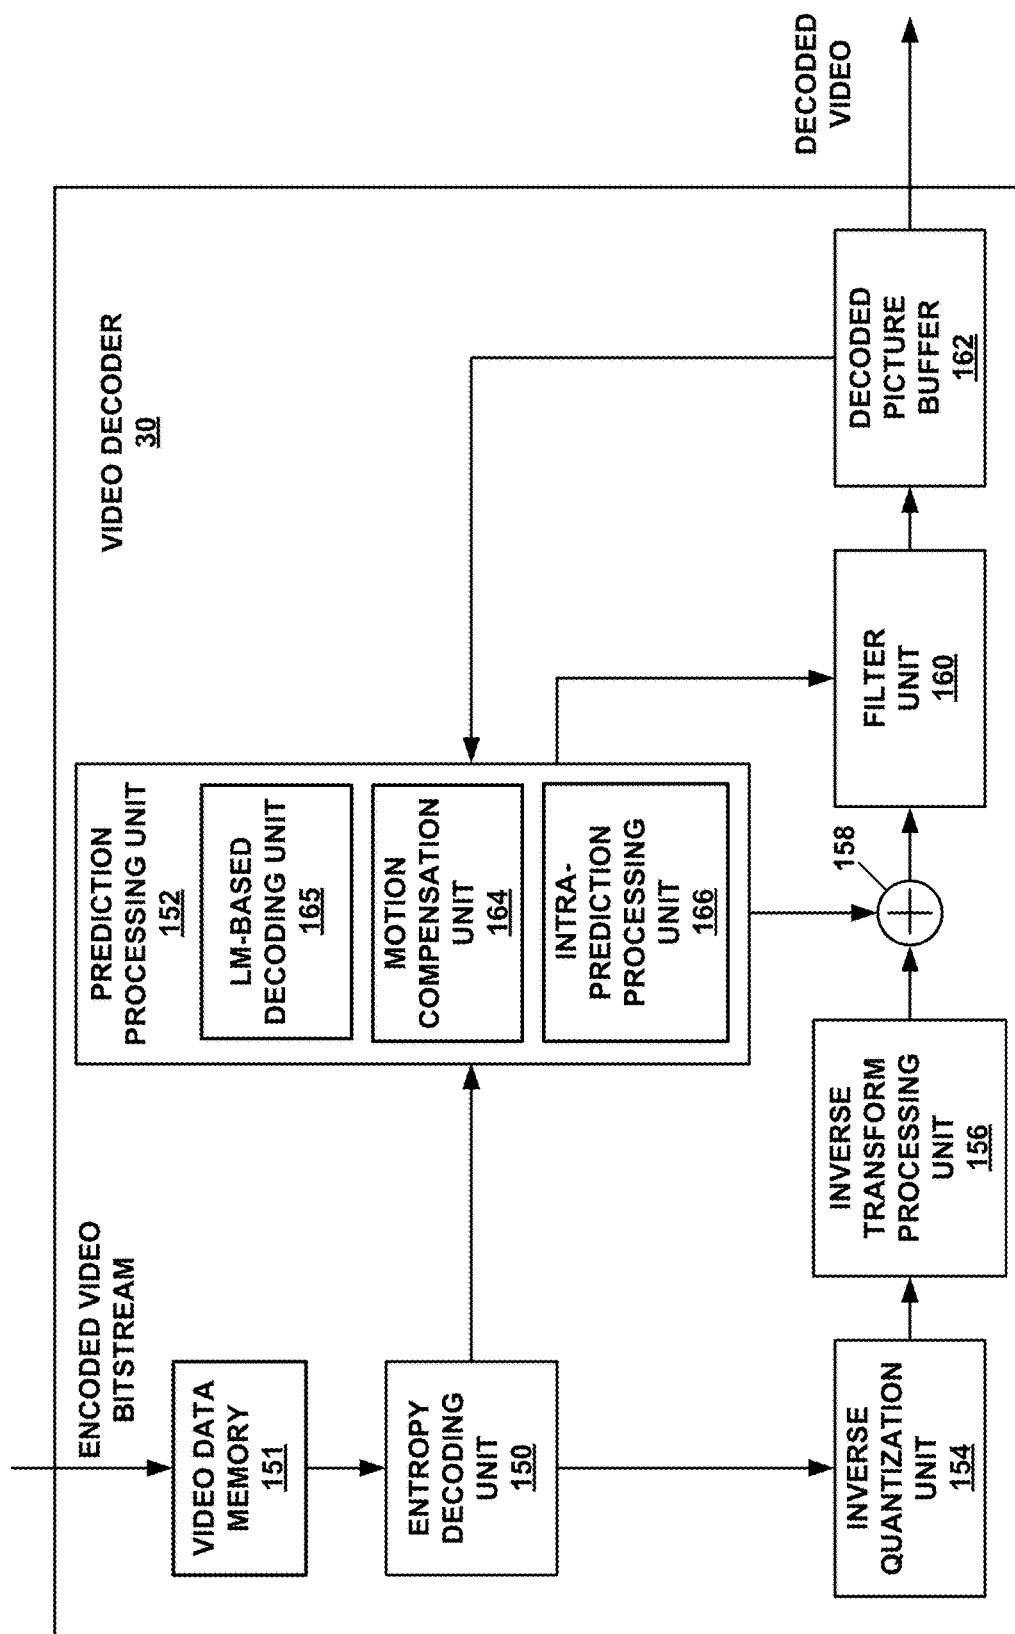 ENCODED VIDEO
BITSTREAM
VIDEO DECODER
30
VIDEO DATA
MEMORY
151
ENTROPY
DECODING
UNIT
150
PREDICTION
PROCESSING UNIT
152
LM-BASED
DECODING UNIT
165
MOTION
COMPENSATION
UNIT
164
INTRA-
PREDICTION
PROCESSING
UNIT
166
INVERSE
QUANTIZATION
UNIT
154
INVERSE
TRANSFORM
PROCESSING
UNIT
156
158
FILTER
UNIT
160
DECODED
PICTURE
BUFFER
162
DECODED
VIDEO